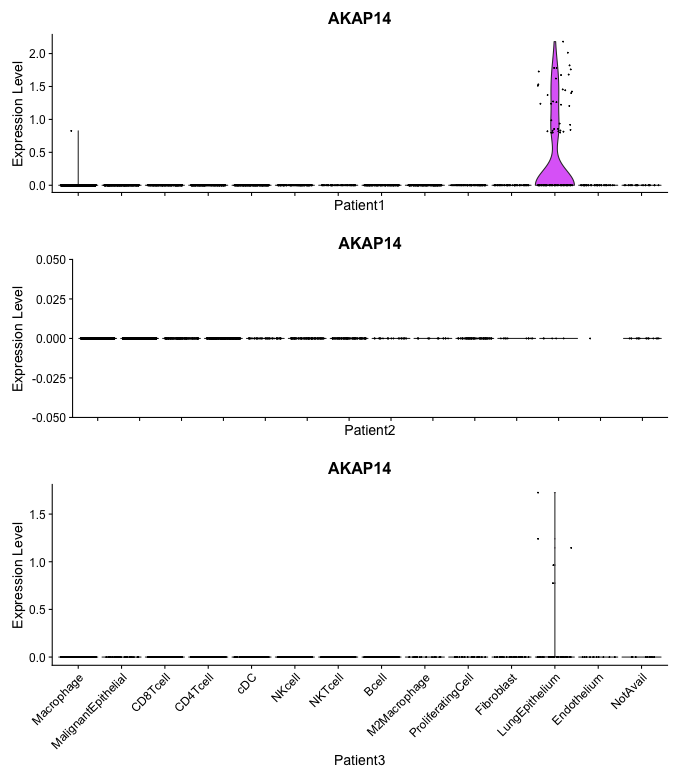 AKAP14
Expression Level
2.0
1.5
1.0
0.5
0.0
Patient1
AKAP14
Expression Level
0.050
0.025
0.000
-0.025
-0.050
Patient2
AKAP14
Expression Level
1.5
1.0
0.5
0.0
Macrophage
MalignantEpithelial
CD8Tcell
CD4Tcell
cDC
NKcell
NKTcell
Bcell
M2Macrophage
ProliferatingCell
Fibroblast
LungEpithelium
Endothelium
NotAvail
Patient3